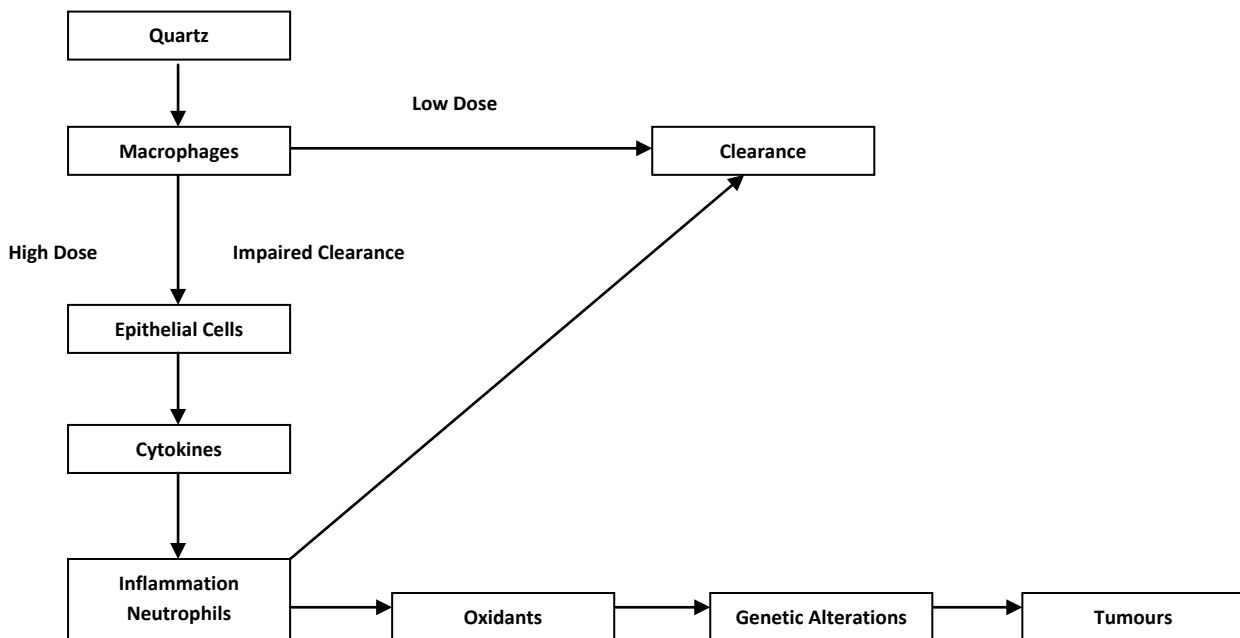 Quartz
Low Dose
Macrophages
Clearance
High Dose
Impaired Clearance
Epithelial Cells
Cytokines
Inflammation
Neutrophils
Oxidants
Genetic Alterations
Tumours